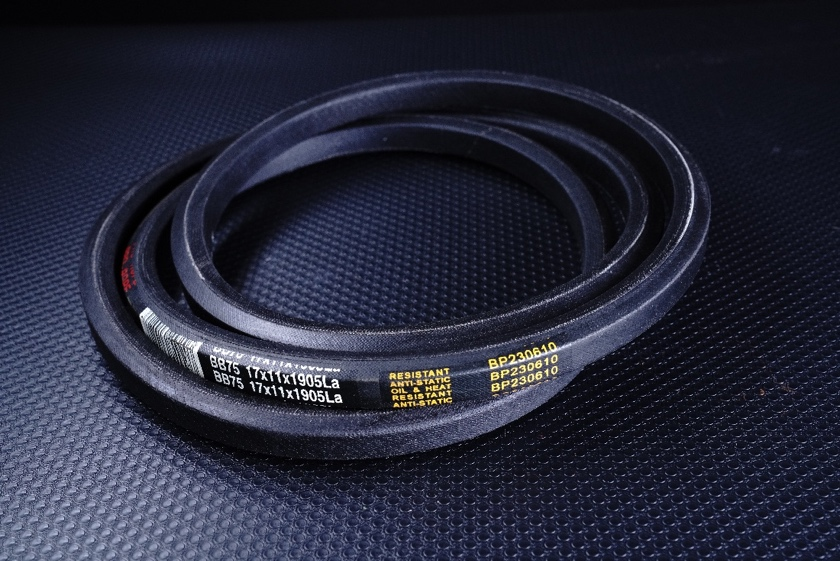 BB75 17x11x1905La
BB75 17x11x1905La
RESISTANT
ANTI-STATIC
OIL & HEAT
RESISTANT
ANTI-STATIC
BP230610
BP230610
BP230610